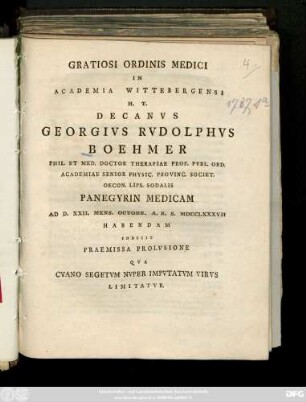 4.
GRATIOSI ORDINIS MEDICI
IN
ACADEMIA WITTEBERGENSI
H. T.
DECANVS
GEORGIVS RVDOLPHVS
BOEHMER
PHIL. ET MED. DOCTOR THERAPIAE PROF. PVBL. ORD.
ACADEMIAE SENIOR PHYSIC. PROVINC. SOCIET.
OECON. LIPS. SODALIS
PANEGYRIN MEDICAM
AD D. XXII. MENS. OCTOBR. A. R. S. MDCCLXXXVII
HABENDAM
INDICIT
PRAEMISSA PROLVSIONE
QVA
CVANO SEGETVM NVPER IMPVTATVM VIRVS
LIMITATVR.